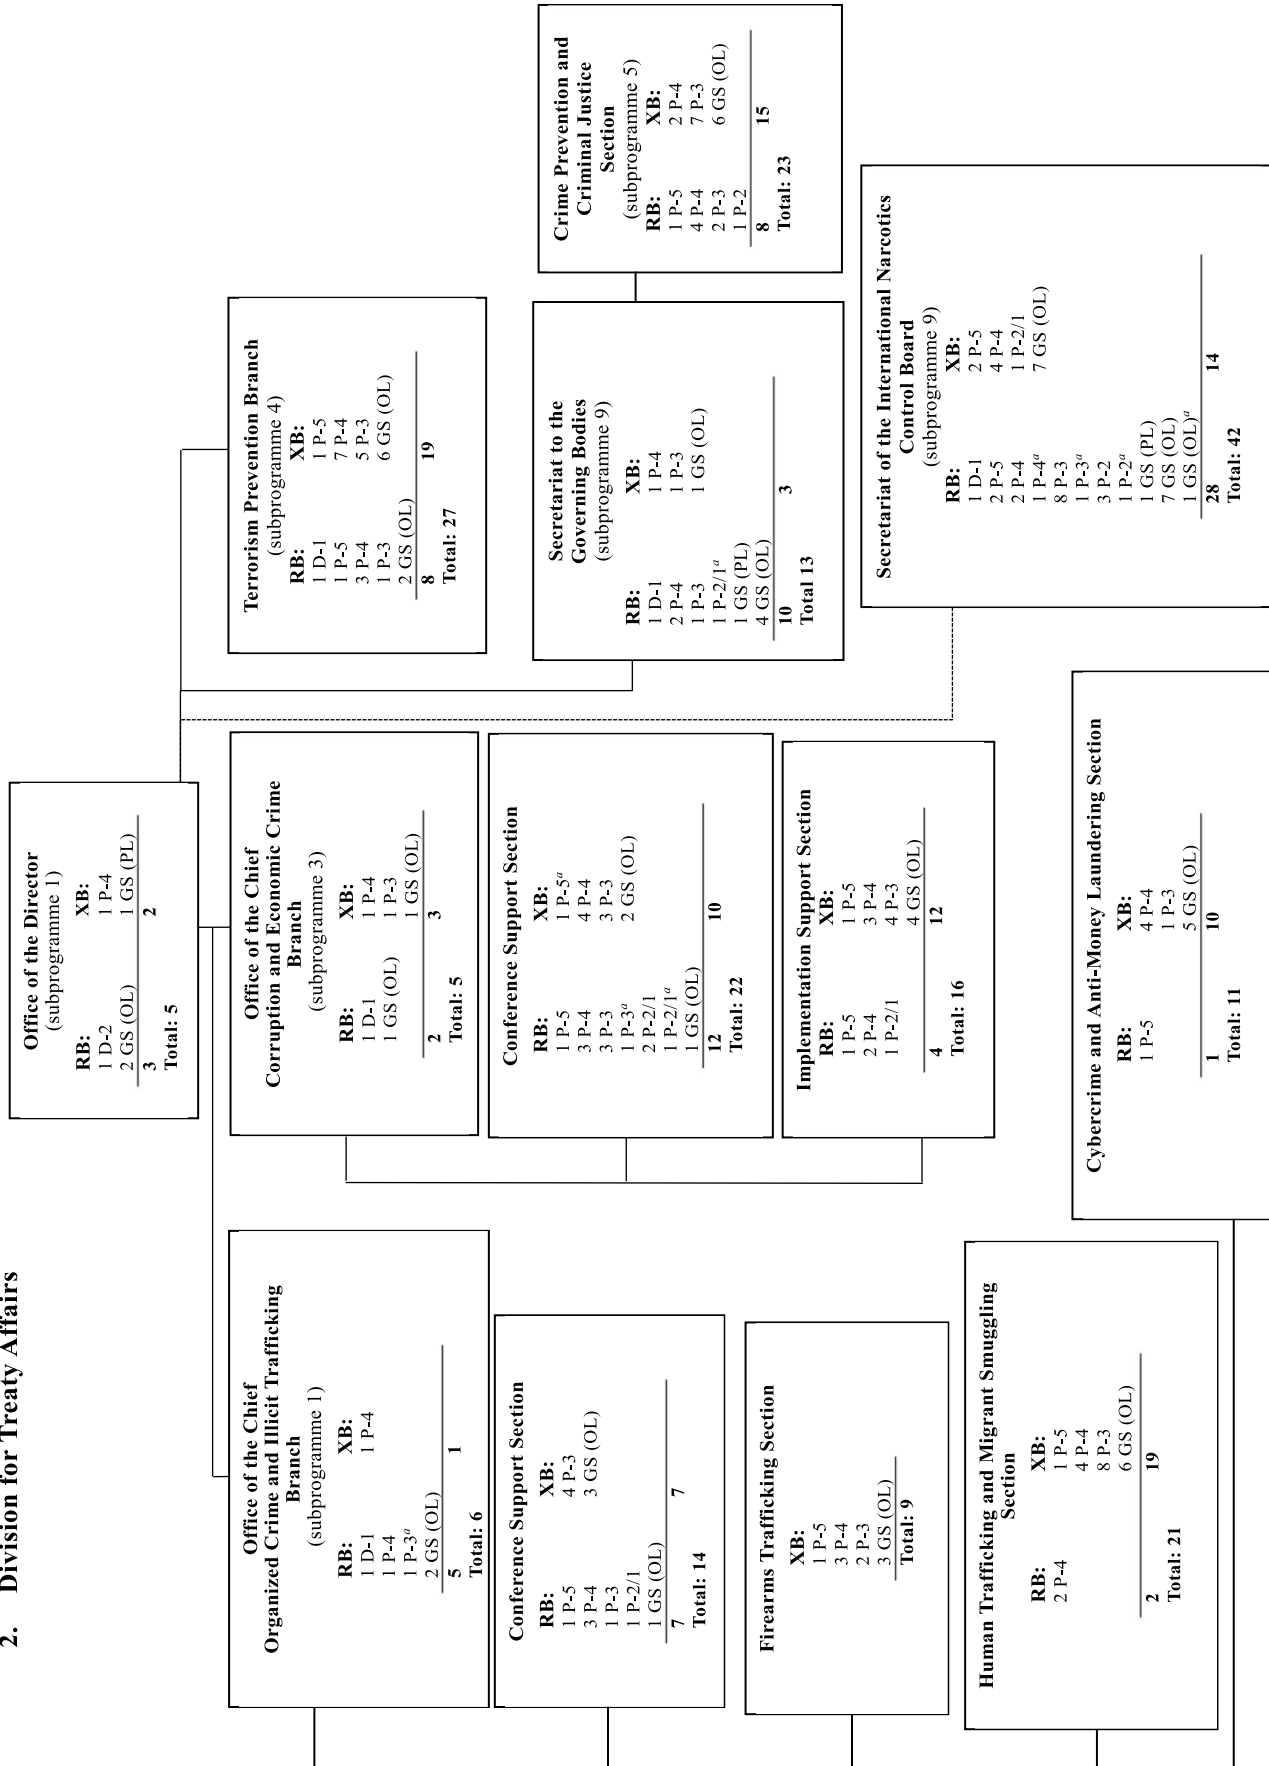 2. Division for Treaty Affairs
Office of the Director
(subprogramme 1)
RB: XB:
1 D-2 1 P-4
2 GS (OL) 1 GS (PL)
3 2
Total: 5
Office of the Chief
Organized Crime and Illicit Trafficking
Branch
(subprogramme 1)
RB: XB:
1 D-1 1 P-4
1 P-4
1 P-3a
2 GS (OL)
5 1
Total: 6
Office of the Chief
Corruption and Economic Crime
Branch
(subprogramme 3)
RB: XB:
1 D-1 1 P-4
1 GS (OL) 1 P-3
1 GS (OL)
2 3
Total: 5
Terrorism Prevention Branch
(subprogramme 4)
RB: XB:
1 D-1 1 P-5
1 P-5 7 P-4
3 P-4 5 P-3
1 P-3 6 GS (OL)
2 GS (OL)
8 19
Total: 27
Conference Support Section
RB: XB:
1 P-5 4 P-3
3 P-4 3 GS (OL)
1 P-3
1 P-2/1
1 GS (OL)
7 7
Total: 14
Conference Support Section
RB: XB:
1 P-5 1 P-5a
3 P-4 4 P-4
3 P-3 3 P-3
1 P-3a 2 GS (OL)
2 P-2/1
1 P-2/1a
1 GS (OL)
12 10
Total: 22
Secretariat to the
Governing Bodies
(subprogramme 9)
RB: XB:
1 D-1 1 P-4
2 P-4 1 P-3
1 P-3 1 GS (OL)
1 P-2/1a
1 GS (PL)
4 GS (OL)
10 3
Total 13
Crime Prevention and
Criminal Justice
Section
(subprogramme 5)
RB: XB:
1 P-5 2 P-4
4 P-4 7 P-3
2 P-3 6 GS (OL)
1 P-2
8 15
Total: 23
Firearms Trafficking Section
XB:
1 P-5
3 P-4
2 P-3
3 GS (OL)
Total: 9
Implementation Support Section
RB: XB:
1 P-5 1 P-5
2 P-4 3 P-4
1 P-2/1 4 P-3
4 GS (OL)
4 12
Total: 16
Secretariat of the International Narcotics
Control Board
(subprogramme 9)
RB: XB:
1 D-1 2 P-5
2 P-5 4 P-4
2 P-4 1 P-2/1
1 P-4a 7 GS (OL)
8 P-3
1 P-3a
3 P-2
1 P-2a
1 GS (PL)
7 GS (OL)
1 GS (OL)a
28 14
Total: 42
Human Trafficking and Migrant Smuggling
Section
RB: XB:
2 P-4 1 P-5
4 P-4
8 P-3
6 GS (OL)
2 19
Total: 21
Cybercrime and Anti-Money Laundering Section
RB: XB:
1 P-5 4 P-4
1 P-3
5 GS (OL)
1 10
Total: 11